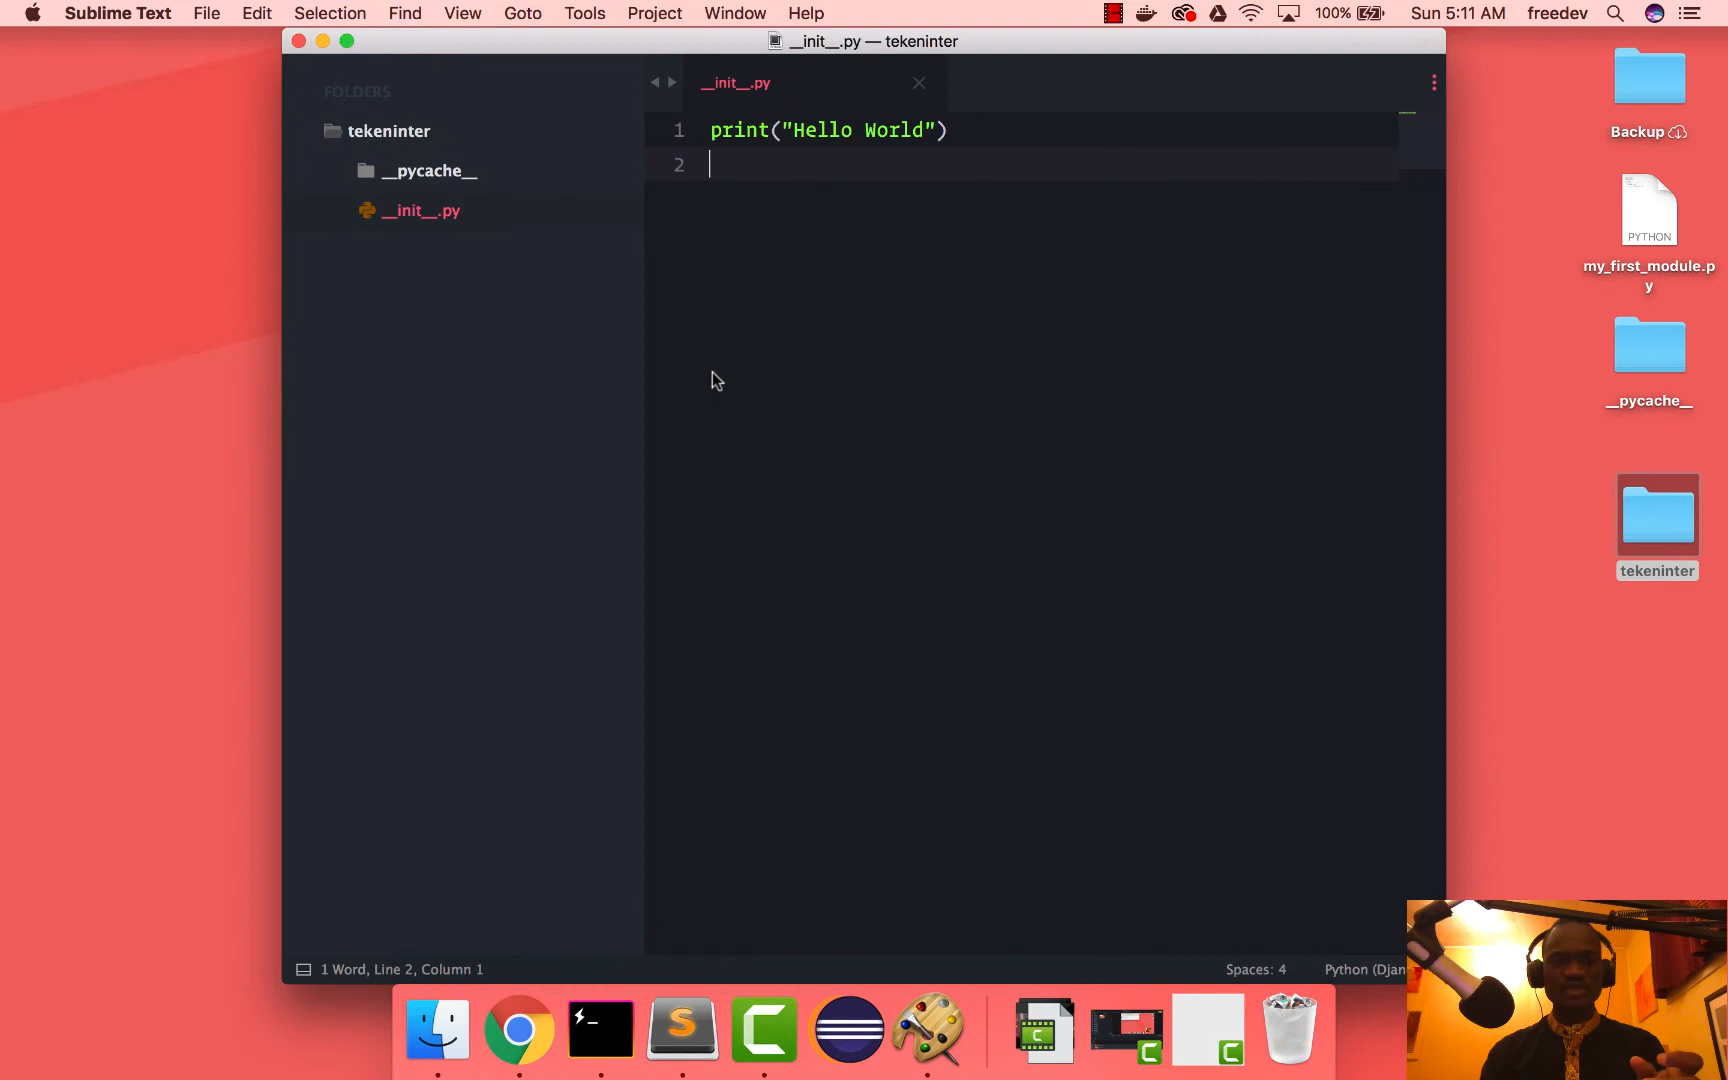 Sublime Text File Edit Selection Find View Goto Tools Project Window Help 100% Sun 5:11 AM freedev
__init__.py — tekeninter
FOLDERS
tekeninter
__pycache__
__init__.py
__init__.py
1 print("Hello World")
2
1 Word, Line 2, Column 1 Spaces: 4 Python (Djan
Backup
PYTHON
my_first_module.p
y
__pycache__
tekeninter